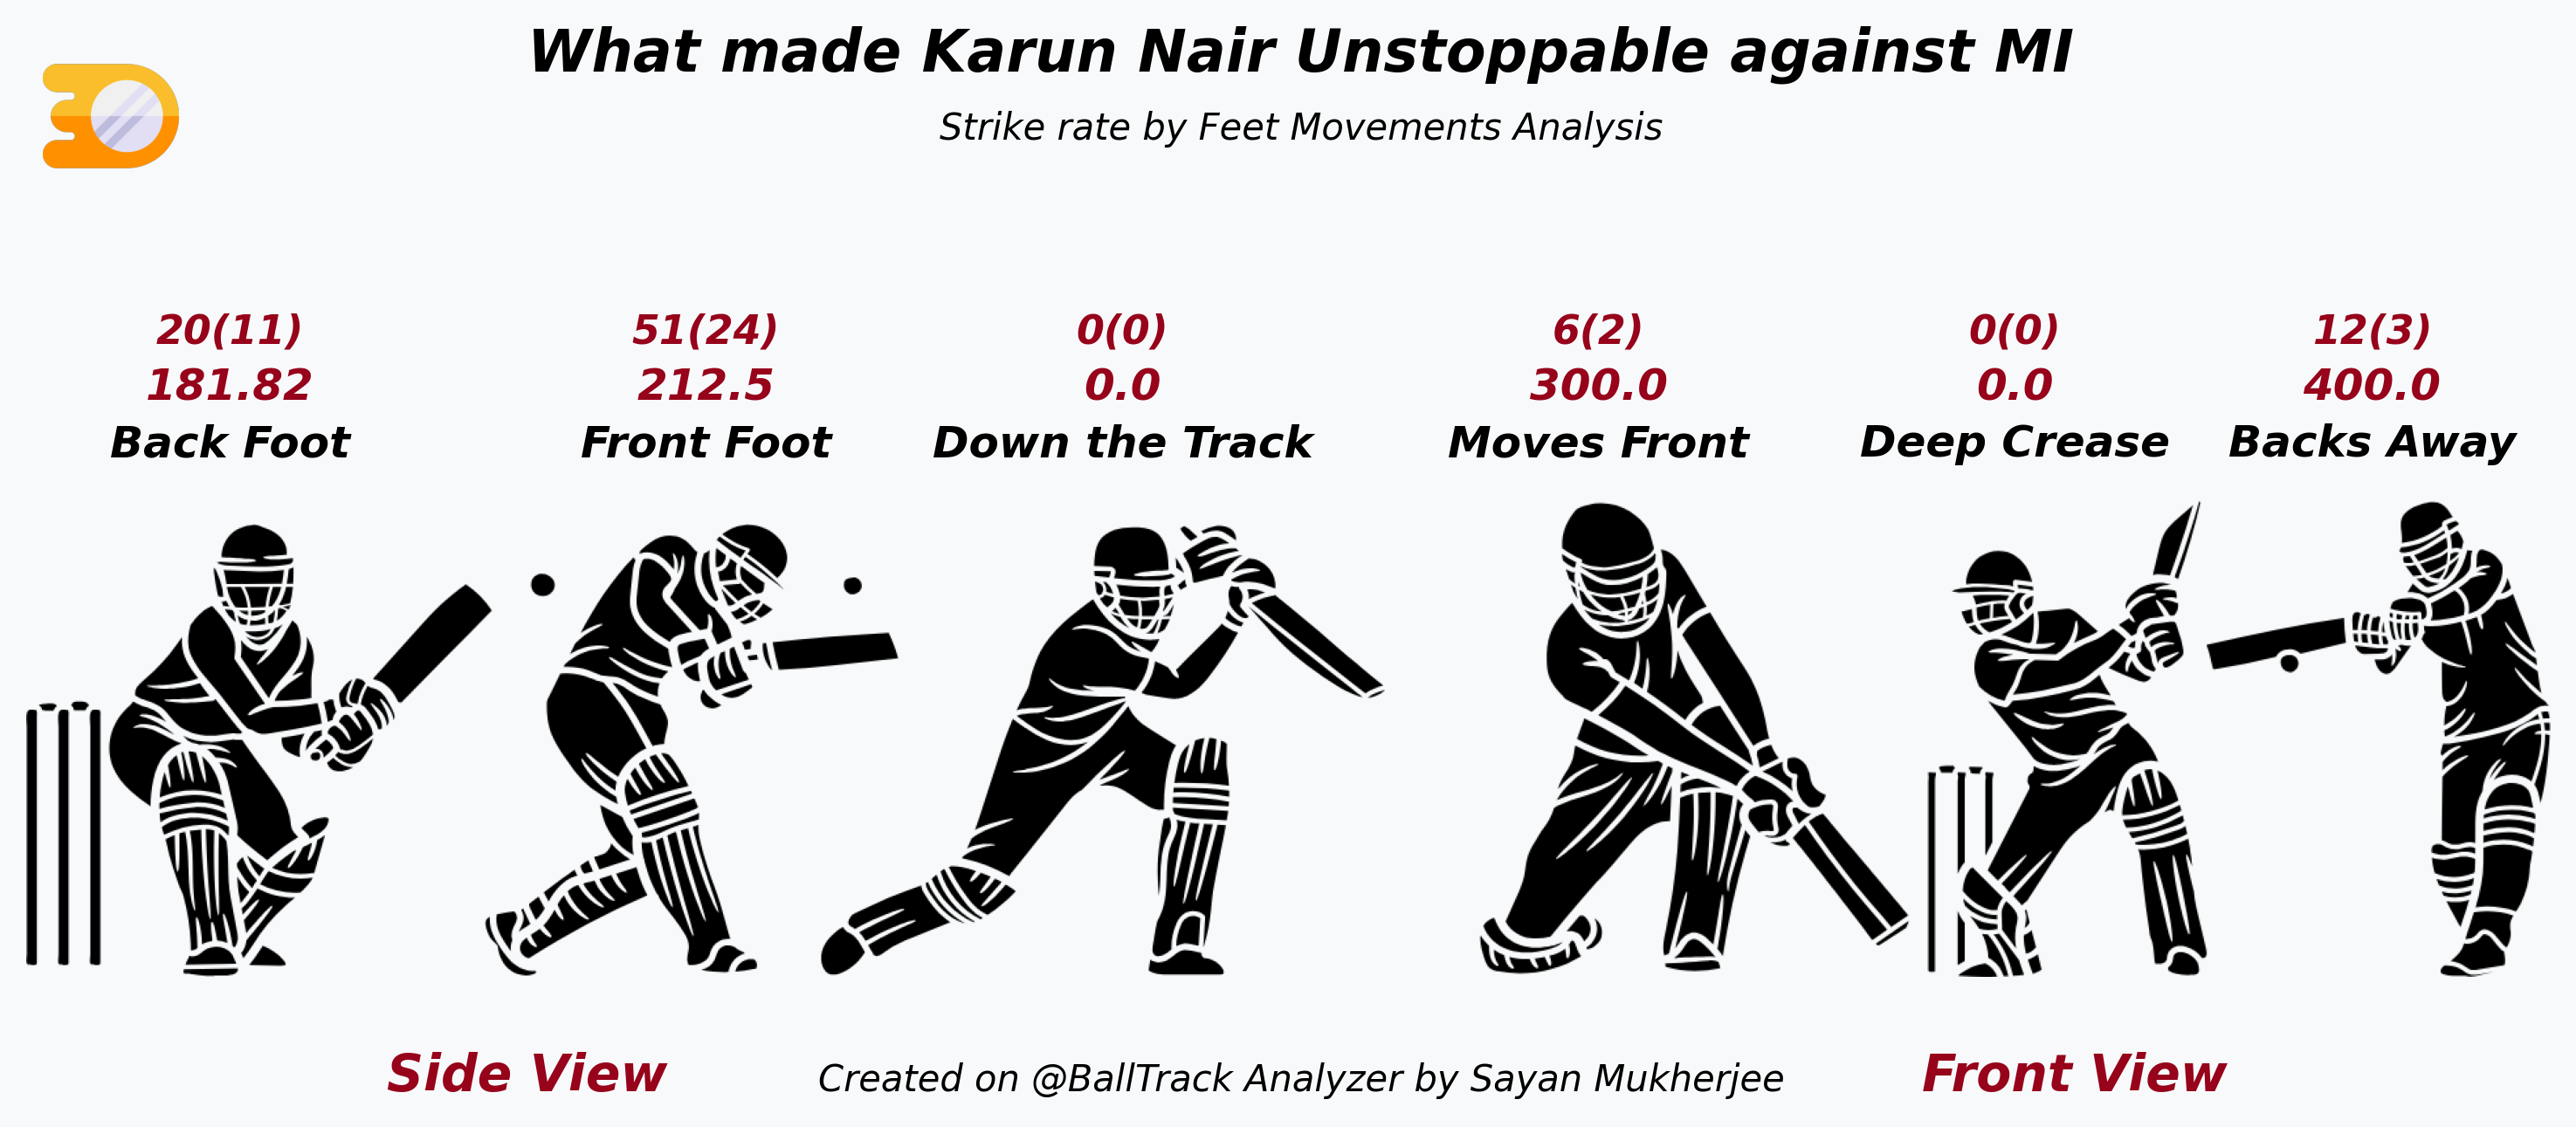 What made Karun Nair Unstoppable against MI
Strike rate by Feet Movements Analysis
20(11) 51(24) 0(0) 6(2) 0(0) 12(3)
181.82 212.5 0.0 300.0 0.0 400.0
Back Foot Front Foot Down the Track Moves Front Deep Crease Backs Away
Side View Created on @BallTrack Analyzer by Sayan Mukherjee Front View